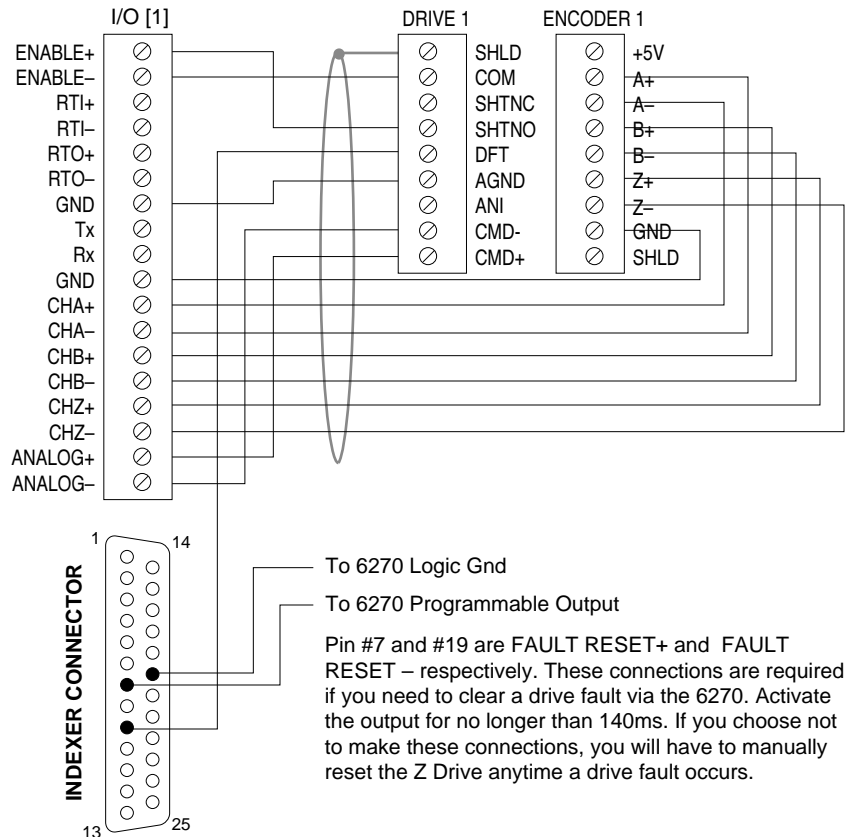 I/O [1]
ENABLE+
ENABLE–
RTI+
RTI–
RTO+
RTO–
GND
Tx
Rx
GND
CHA+
CHA–
CHB+
CHB–
CHZ+
CHZ–
ANALOG+
ANALOG–
DRIVE 1
SHLD
COM
SHTNC
SHTNO
DFT
AGND
ANI
CMD-
CMD+
ENCODER 1
+5V
A+
A–
B+
B–
Z+
Z–
GND
SHLD
INDEXER CONNECTOR
1
14
13
25
To 6270 Logic Gnd
To 6270 Programmable Output
Pin #7 and #19 are FAULT RESET+ and FAULT
RESET – respectively. These connections are required
if you need to clear a drive fault via the 6270. Activate
the output for no longer than 140ms. If you choose not
to make these connections, you will have to manually
reset the Z Drive anytime a drive fault occurs.